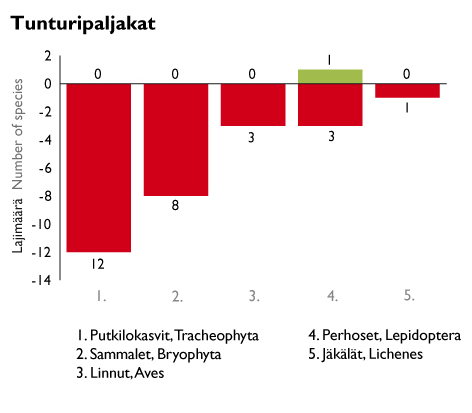 Tunturipaljakat
Lajimäärä Number of species
2
0
-2
-4
-6
-8
-10
-12
-14
0 0 0 1 0
12 8 3 3 1
1. 2. 3. 4. 5.
1. Putkilokasvit, Tracheophyta
2. Sammalet, Bryophyta
3. Linnut, Aves
4. Perhoset, Lepidoptera
5. Jäkälät, Lichenes